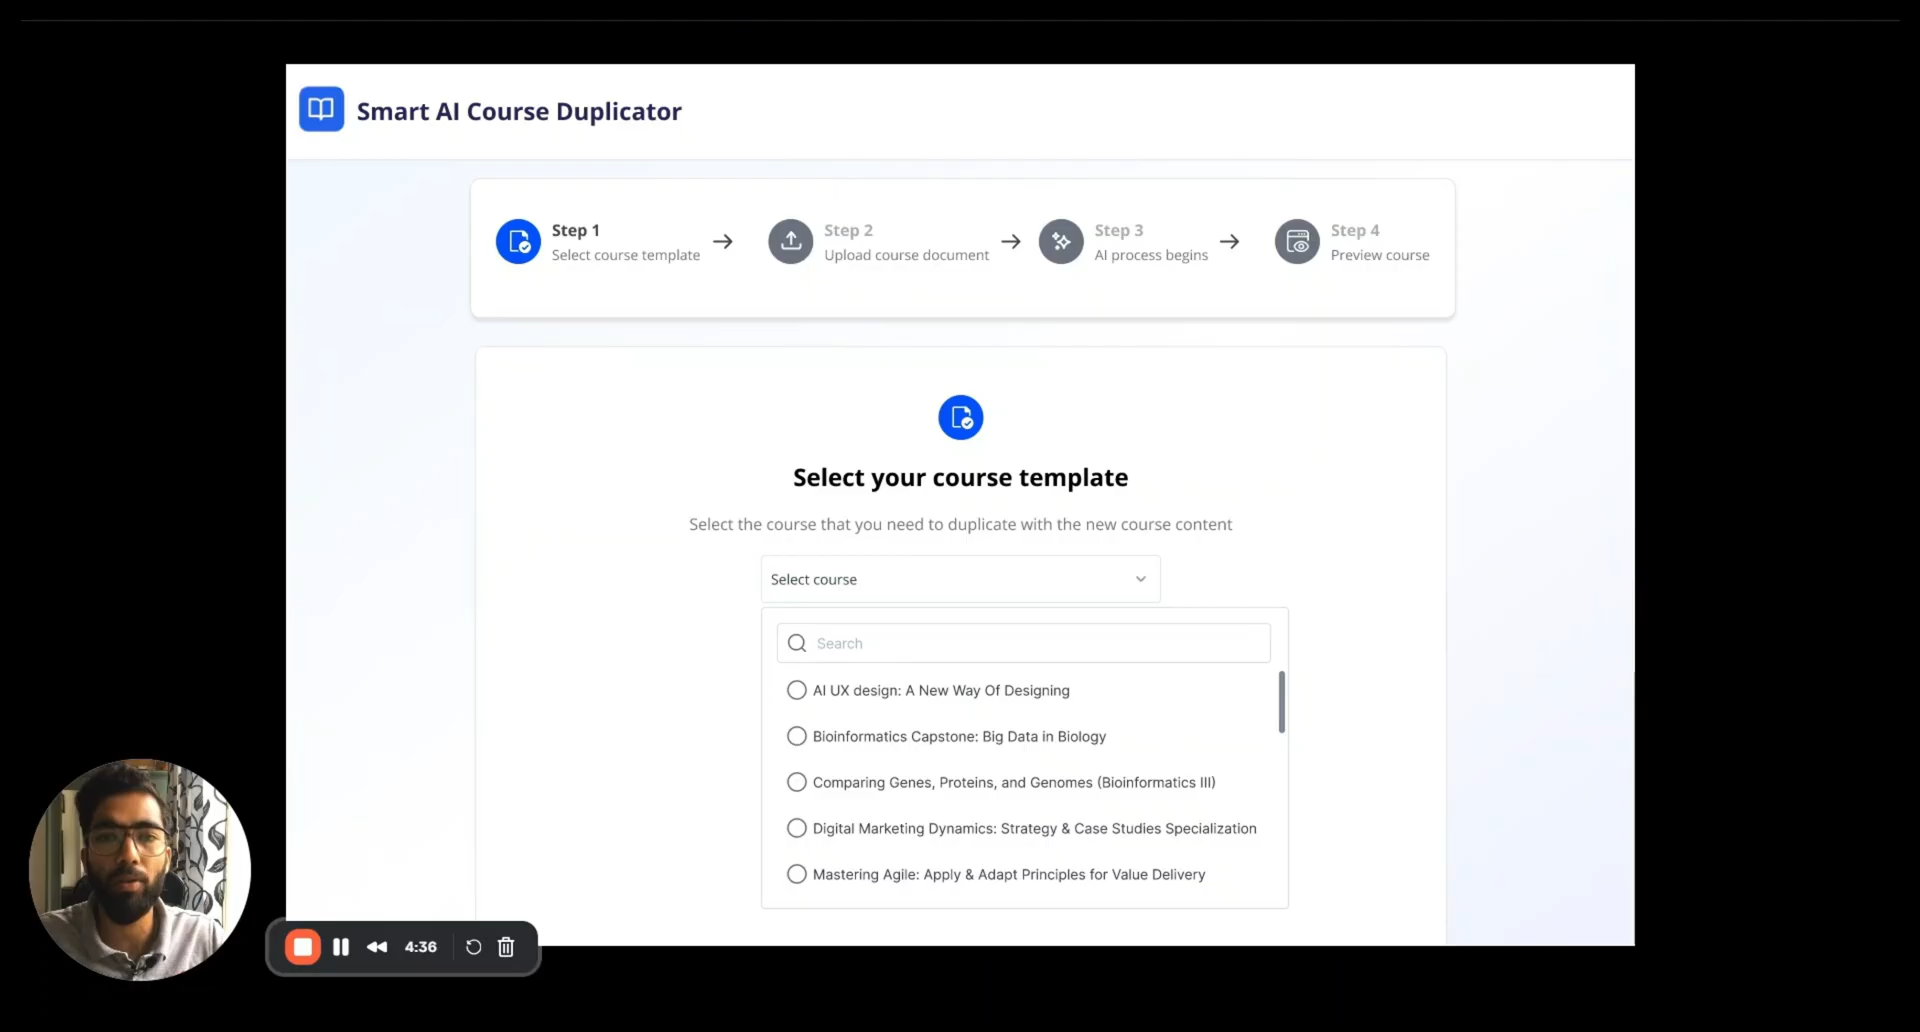 Smart AI Course Duplicator
Step 1
Select course template
Step 2
Upload course document
Step 3
AI process begins
Step 4
Preview course
Select your course template
Select the course that you need to duplicate with the new course content
Select course
Search
AI UX design: A New Way Of Designing
Bioinformatics Capstone: Big Data in Biology
Comparing Genes, Proteins, and Genomes (Bioinformatics III)
Digital Marketing Dynamics: Strategy & Case Studies Specialization
Mastering Agile: Apply & Adapt Principles for Value Delivery
4:36